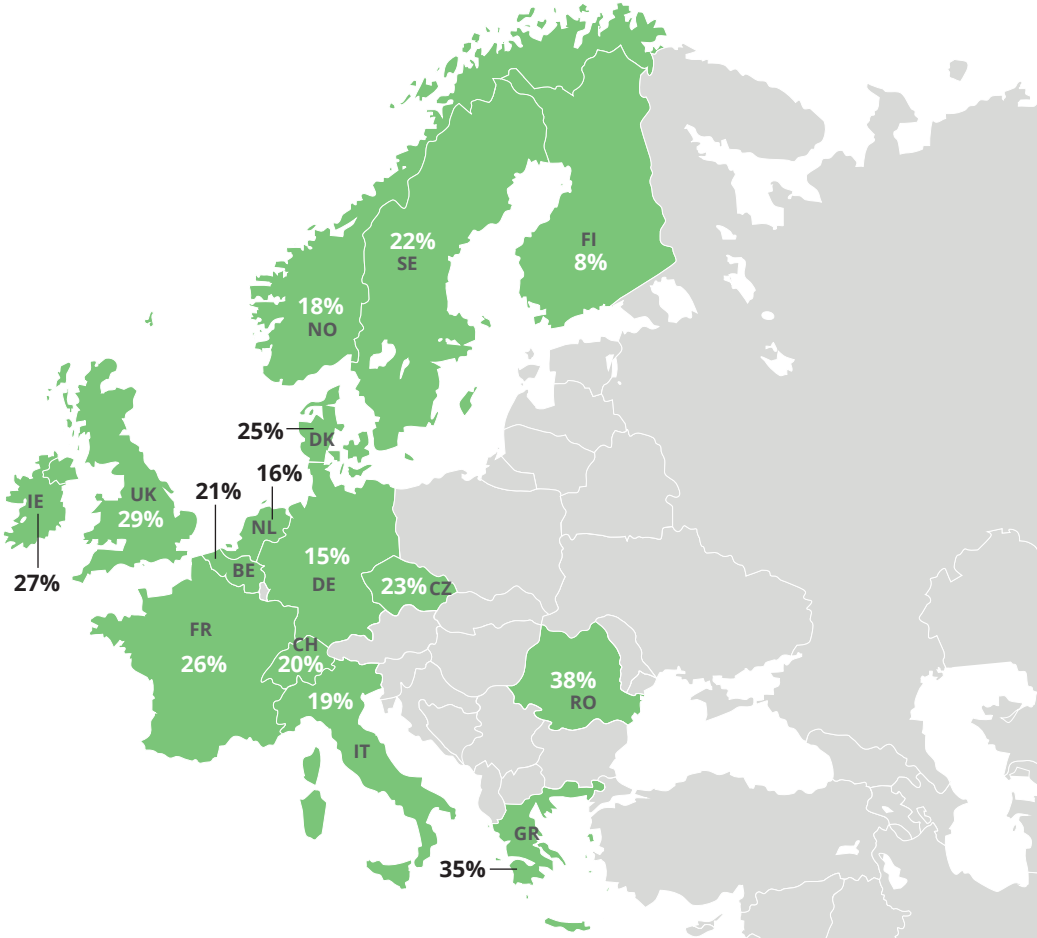 22%
SE
FI
8%
18%
NO
25%
DK
16%
21%
NL
IE
UK
29%
27%
BE
15%
DE
23% CZ
FR
26%
CH
20%
19%
IT
38%
RO
GR
35%